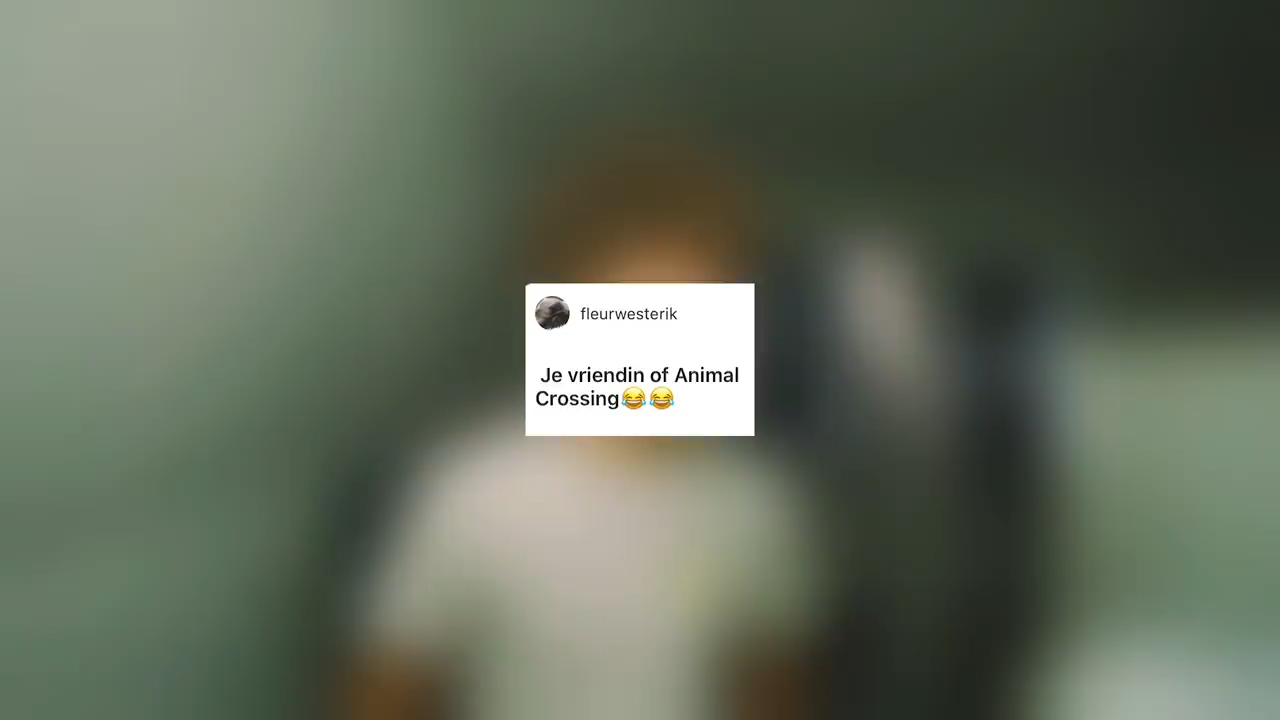 fleurwesterik
Je vriendin of Animal
Crossing😂😂